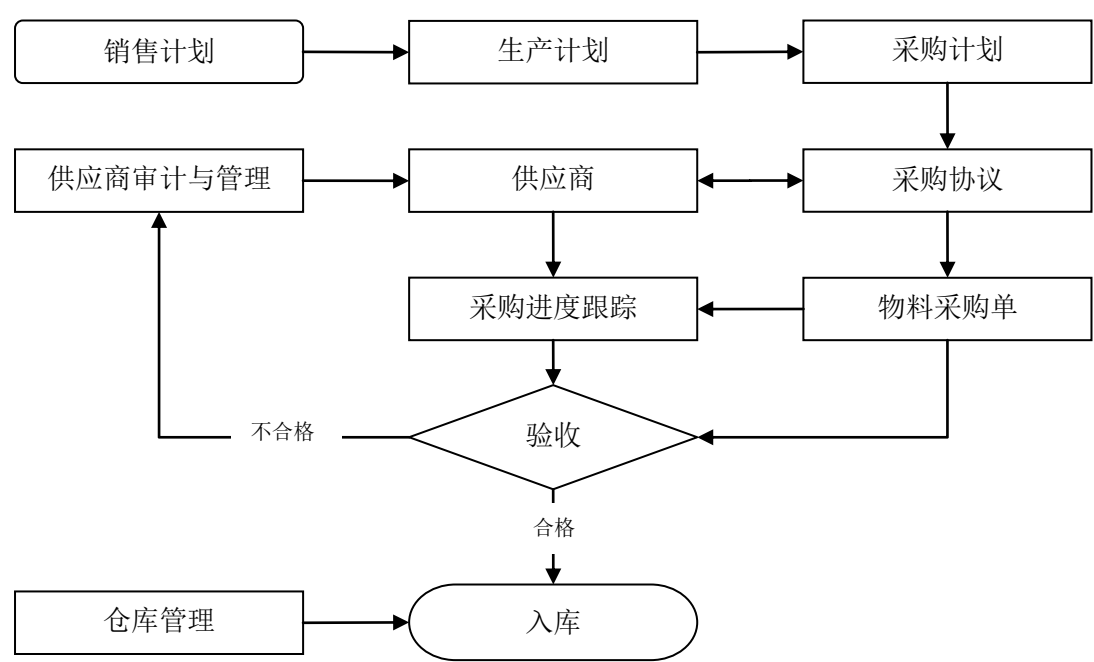 销售计划
生产计划
采购计划
供应商审计与管理
供应商
采购协议
采购进度跟踪
物料采购单
不合格
验收
合格
仓库管理
入库